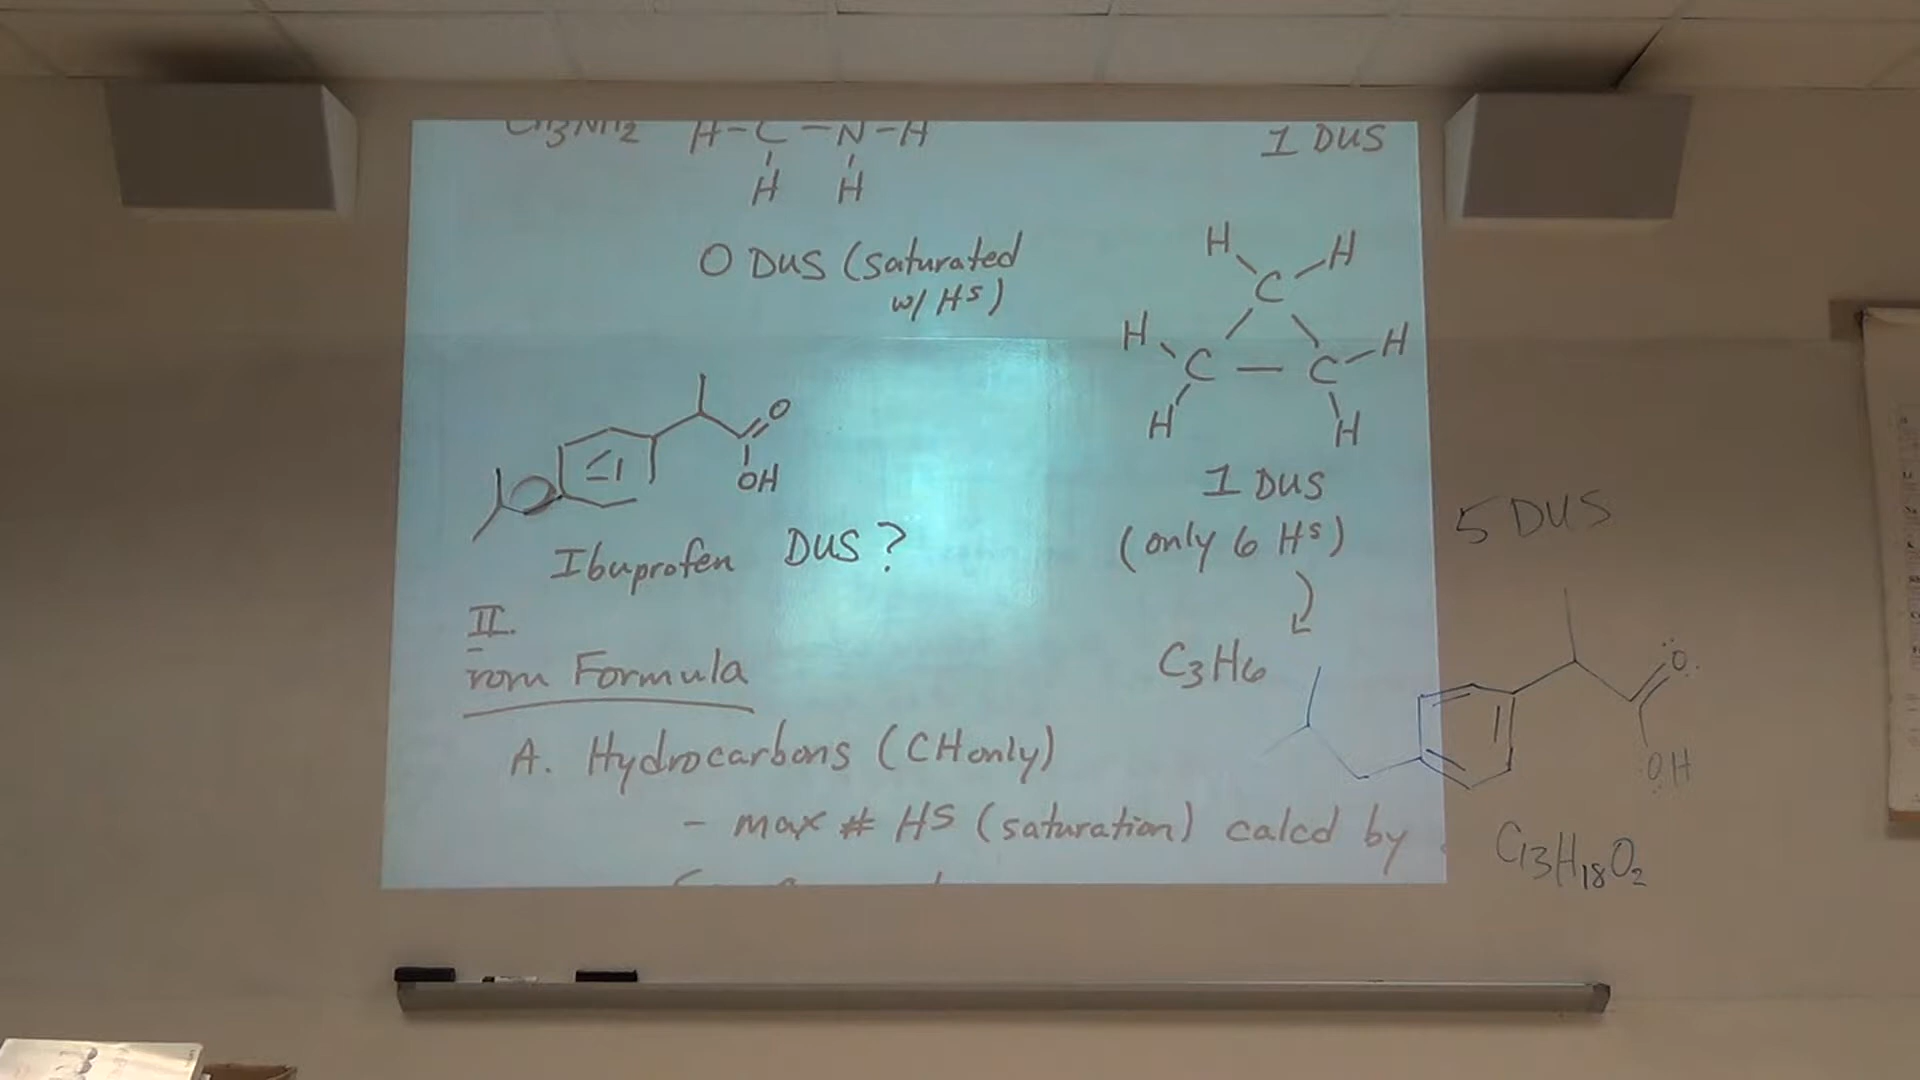 CH3NH2 H-C-N-H
H H
1 DUS
O DUS (saturated
w/ Hs)
H H
C
H C C H
H H
1 DUS
(only 6 Hs)
C3H6
O
OH
Ibuprofen DUS?
II.
rom Formula
A. Hydrocarbons (CH only)
- max # Hs (saturation) calcd by
5 DUS
O
OH
C13H18O2